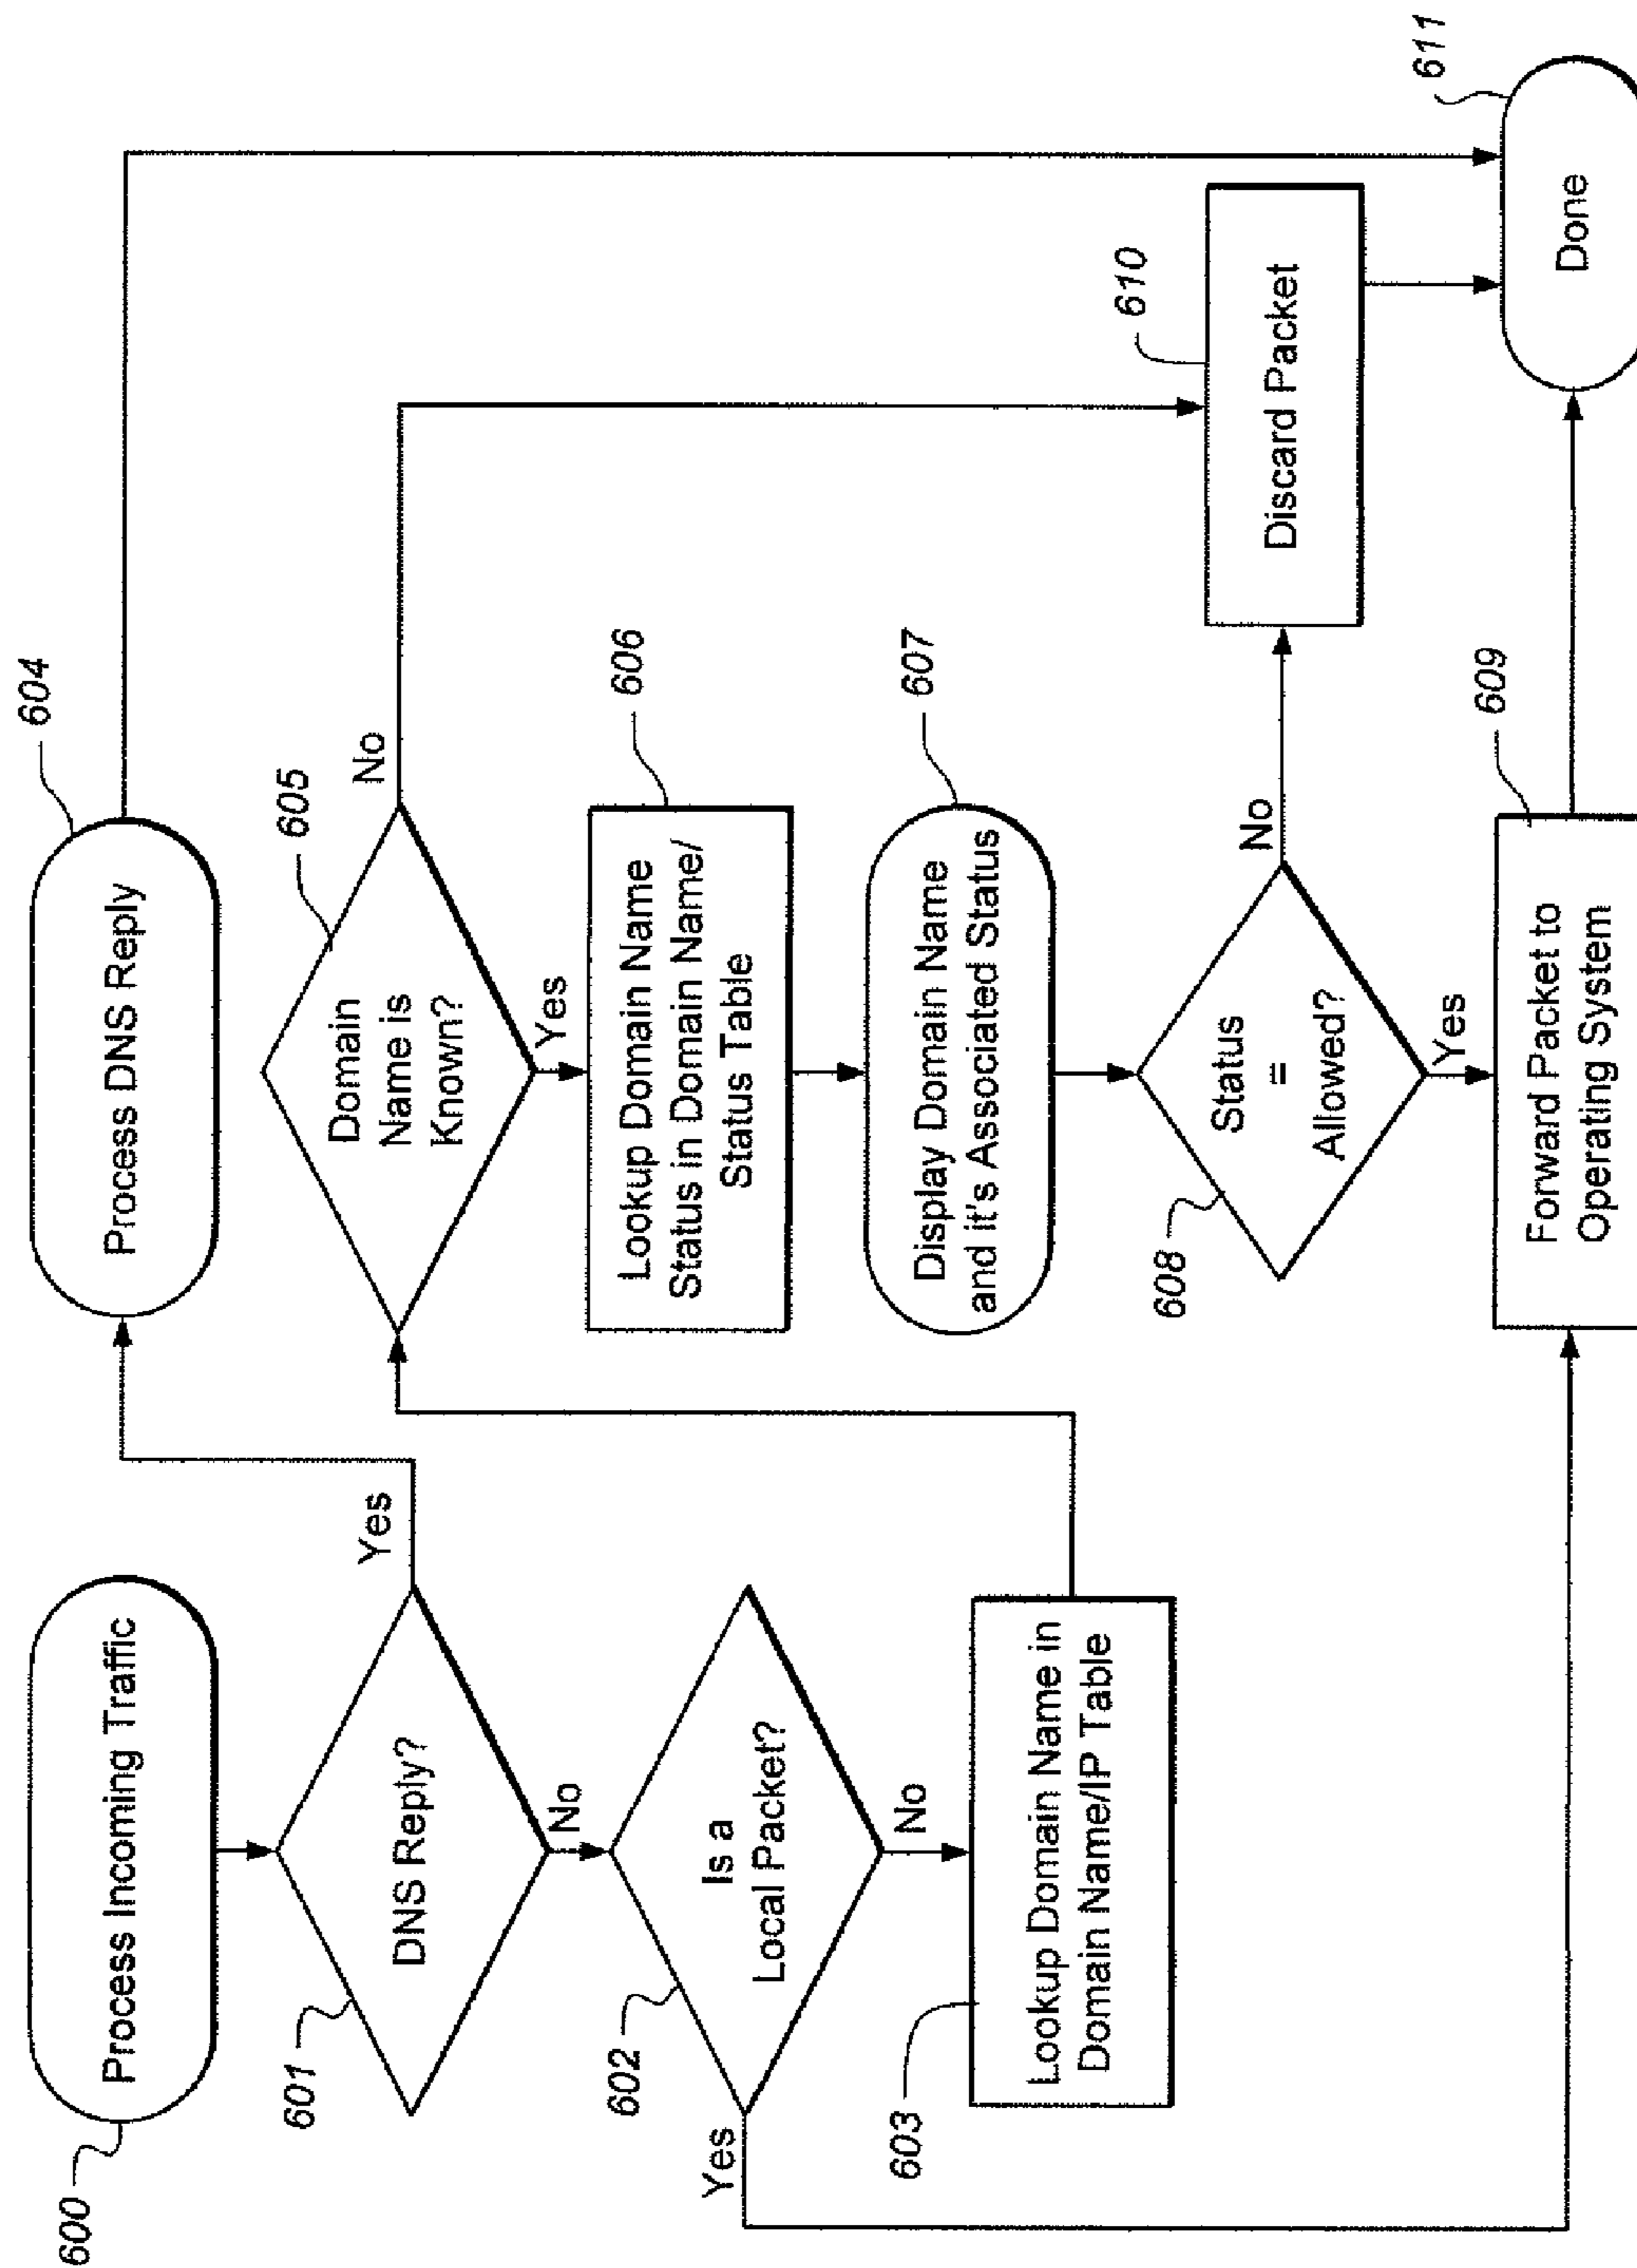 600
Process Incoming Traffic
601
DNS Reply?
Yes
No
602
Is a
Local Packet?
Yes
No
603
Lookup Domain Name in
Domain Name/IP Table
604
Process DNS Reply
605
Domain
Name is
Known?
No
Yes
606
Lookup Domain Name
Status in Domain Name/
Status Table
607
Display Domain Name
and it's Associated Status
608
Status
=
Allowed?
No
Yes
609
Forward Packet to
Operating System
610
Discard Packet
611
Done